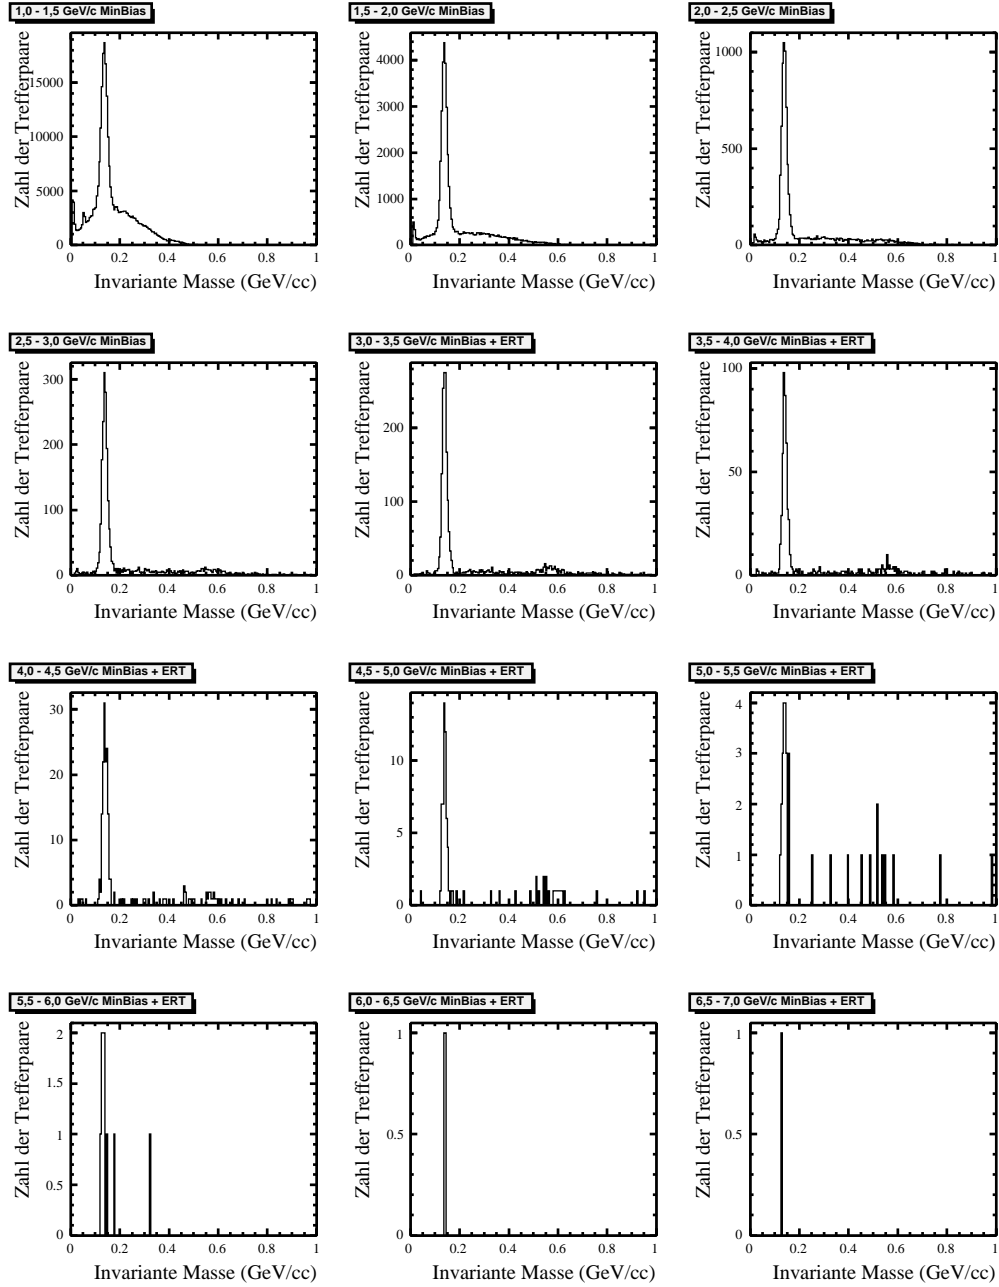 1,0 - 1,5 GeV/c MinBias
Zahl der Trefferpaare
15000
10000
5000
0
0 0.2 0.4 0.6 0.8 1
Invariante Masse (GeV/cc)
1,5 - 2,0 GeV/c MinBias
Zahl der Trefferpaare
4000
3000
2000
1000
0
0 0.2 0.4 0.6 0.8 1
Invariante Masse (GeV/cc)
2,0 - 2,5 GeV/c MinBias
Zahl der Trefferpaare
1000
500
0
0 0.2 0.4 0.6 0.8 1
Invariante Masse (GeV/cc)
2,5 - 3,0 GeV/c MinBias
Zahl der Trefferpaare
300
200
100
0
0 0.2 0.4 0.6 0.8 1
Invariante Masse (GeV/cc)
3,0 - 3,5 GeV/c MinBias + ERT
Zahl der Trefferpaare
200
100
0
0 0.2 0.4 0.6 0.8 1
Invariante Masse (GeV/cc)
3,5 - 4,0 GeV/c MinBias + ERT
Zahl der Trefferpaare
100
50
0
0 0.2 0.4 0.6 0.8 1
Invariante Masse (GeV/cc)
4,0 - 4,5 GeV/c MinBias + ERT
Zahl der Trefferpaare
30
20
10
0
0 0.2 0.4 0.6 0.8 1
Invariante Masse (GeV/cc)
4,5 - 5,0 GeV/c MinBias + ERT
Zahl der Trefferpaare
10
5
0
0 0.2 0.4 0.6 0.8 1
Invariante Masse (GeV/cc)
5,0 - 5,5 GeV/c MinBias + ERT
Zahl der Trefferpaare
4
3
2
1
0
0 0.2 0.4 0.6 0.8 1
Invariante Masse (GeV/cc)
5,5 - 6,0 GeV/c MinBias + ERT
Zahl der Trefferpaare
2
1.5
1
0.5
0
0 0.2 0.4 0.6 0.8 1
Invariante Masse (GeV/cc)
6,0 - 6,5 GeV/c MinBias + ERT
Zahl der Trefferpaare
1
0.5
0
0 0.2 0.4 0.6 0.8 1
Invariante Masse (GeV/cc)
6,5 - 7,0 GeV/c MinBias + ERT
Zahl der Trefferpaare
1
0.5
0
0 0.2 0.4 0.6 0.8 1
Invariante Masse (GeV/cc)